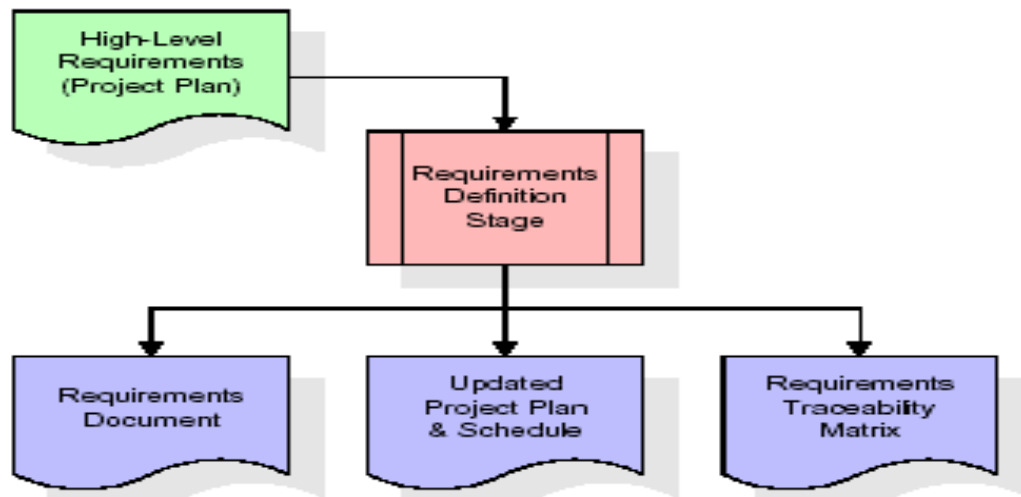 High-Level
Requirements
(Project Plan)
Requirements
Definition
Stage
Requirements
Document
Updated
Project Plan
& Schedule
Requirements
Traceability
Matrix